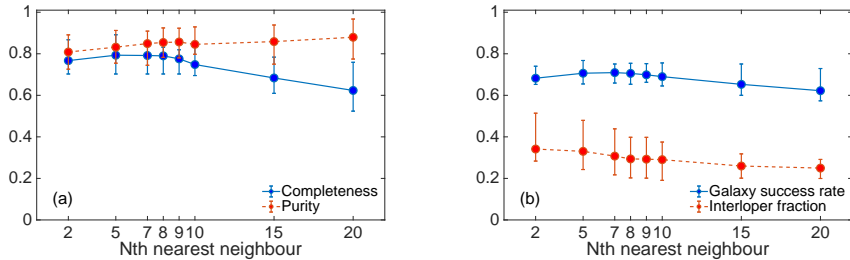 1
0.8
0.6
0.4
0.2
0
(a)
Completeness
Purity
2 5 7 8 9 10 15 20
Nth nearest neighbour
1
0.8
0.6
0.4
0.2
0
(b)
Galaxy success rate
Interloper fraction
2 5 7 8 9 10 15 20
Nth nearest neighbour